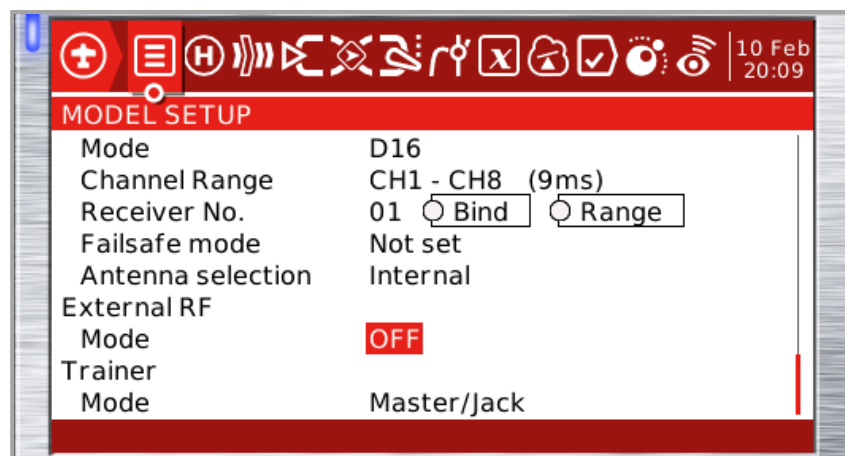 10 Feb
20:09
MODEL SETUP
Mode D16
Channel Range CH1 - CH8 (9ms)
Receiver No. 01 Bind Range
Failsafe mode Not set
Antenna selection Internal
External RF
Mode OFF
Trainer
Mode Master/Jack